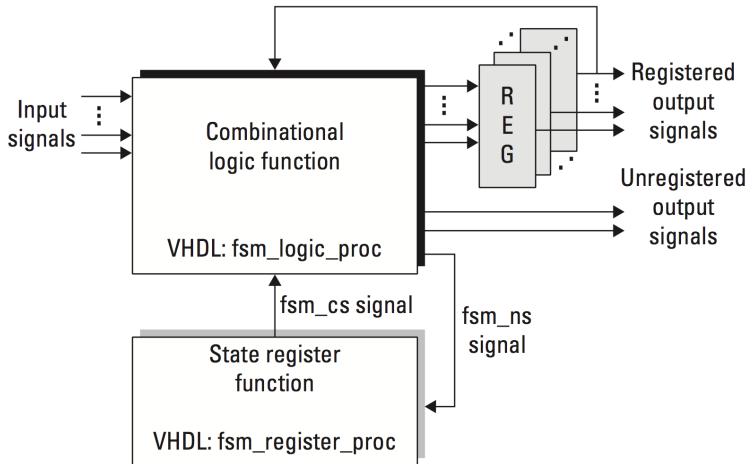 Input
signals
Combinational
logic function
VHDL: fsm_logic_proc
R
E
G
Registered
output
signals
Unregistered
output
signals
fsm_cs signal
fsm_ns
signal
State register
function
VHDL: fsm_register_proc